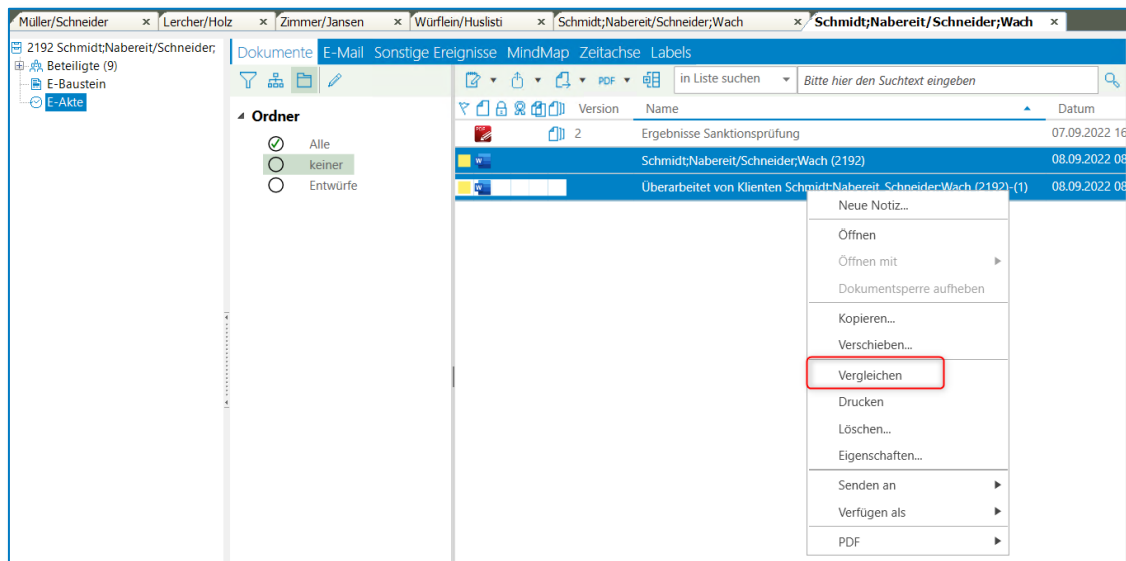 Müller/Schneider × Lercher/Holz × Zimmer/Jansen × Würflein/Huslisti × Schmidt;Nabereit/Schneider;Wach × Schmidt;Nabereit/Schneider;Wach ×
2192 Schmidt;Nabereit/Schneider;
Beteiligte (9)
E-Baustein
E-Akte
Dokumente E-Mail Sonstige Ereignisse MindMap Zeitachse Labels
Ordner
Alle
keiner
Entwürfe
PDF in Liste suchen Bitte hier den Suchtext eingeben
Version Name Datum
PDF 2 Ergebnisse Sanktionsprüfung 07.09.2022 16
Schmidt;Nabereit/Schneider;Wach (2192) 08.09.2022 08
Überarbeitet von Klienten Schmidt;Nabereit_Schneider;Wach (2192)-(1) 08.09.2022 08
Neue Notiz...
Öffnen
Öffnen mit
Dokumentsperre aufheben
Kopieren...
Verschieben...
Vergleichen
Drucken
Löschen...
Eigenschaften...
Senden an
Verfügen als
PDF